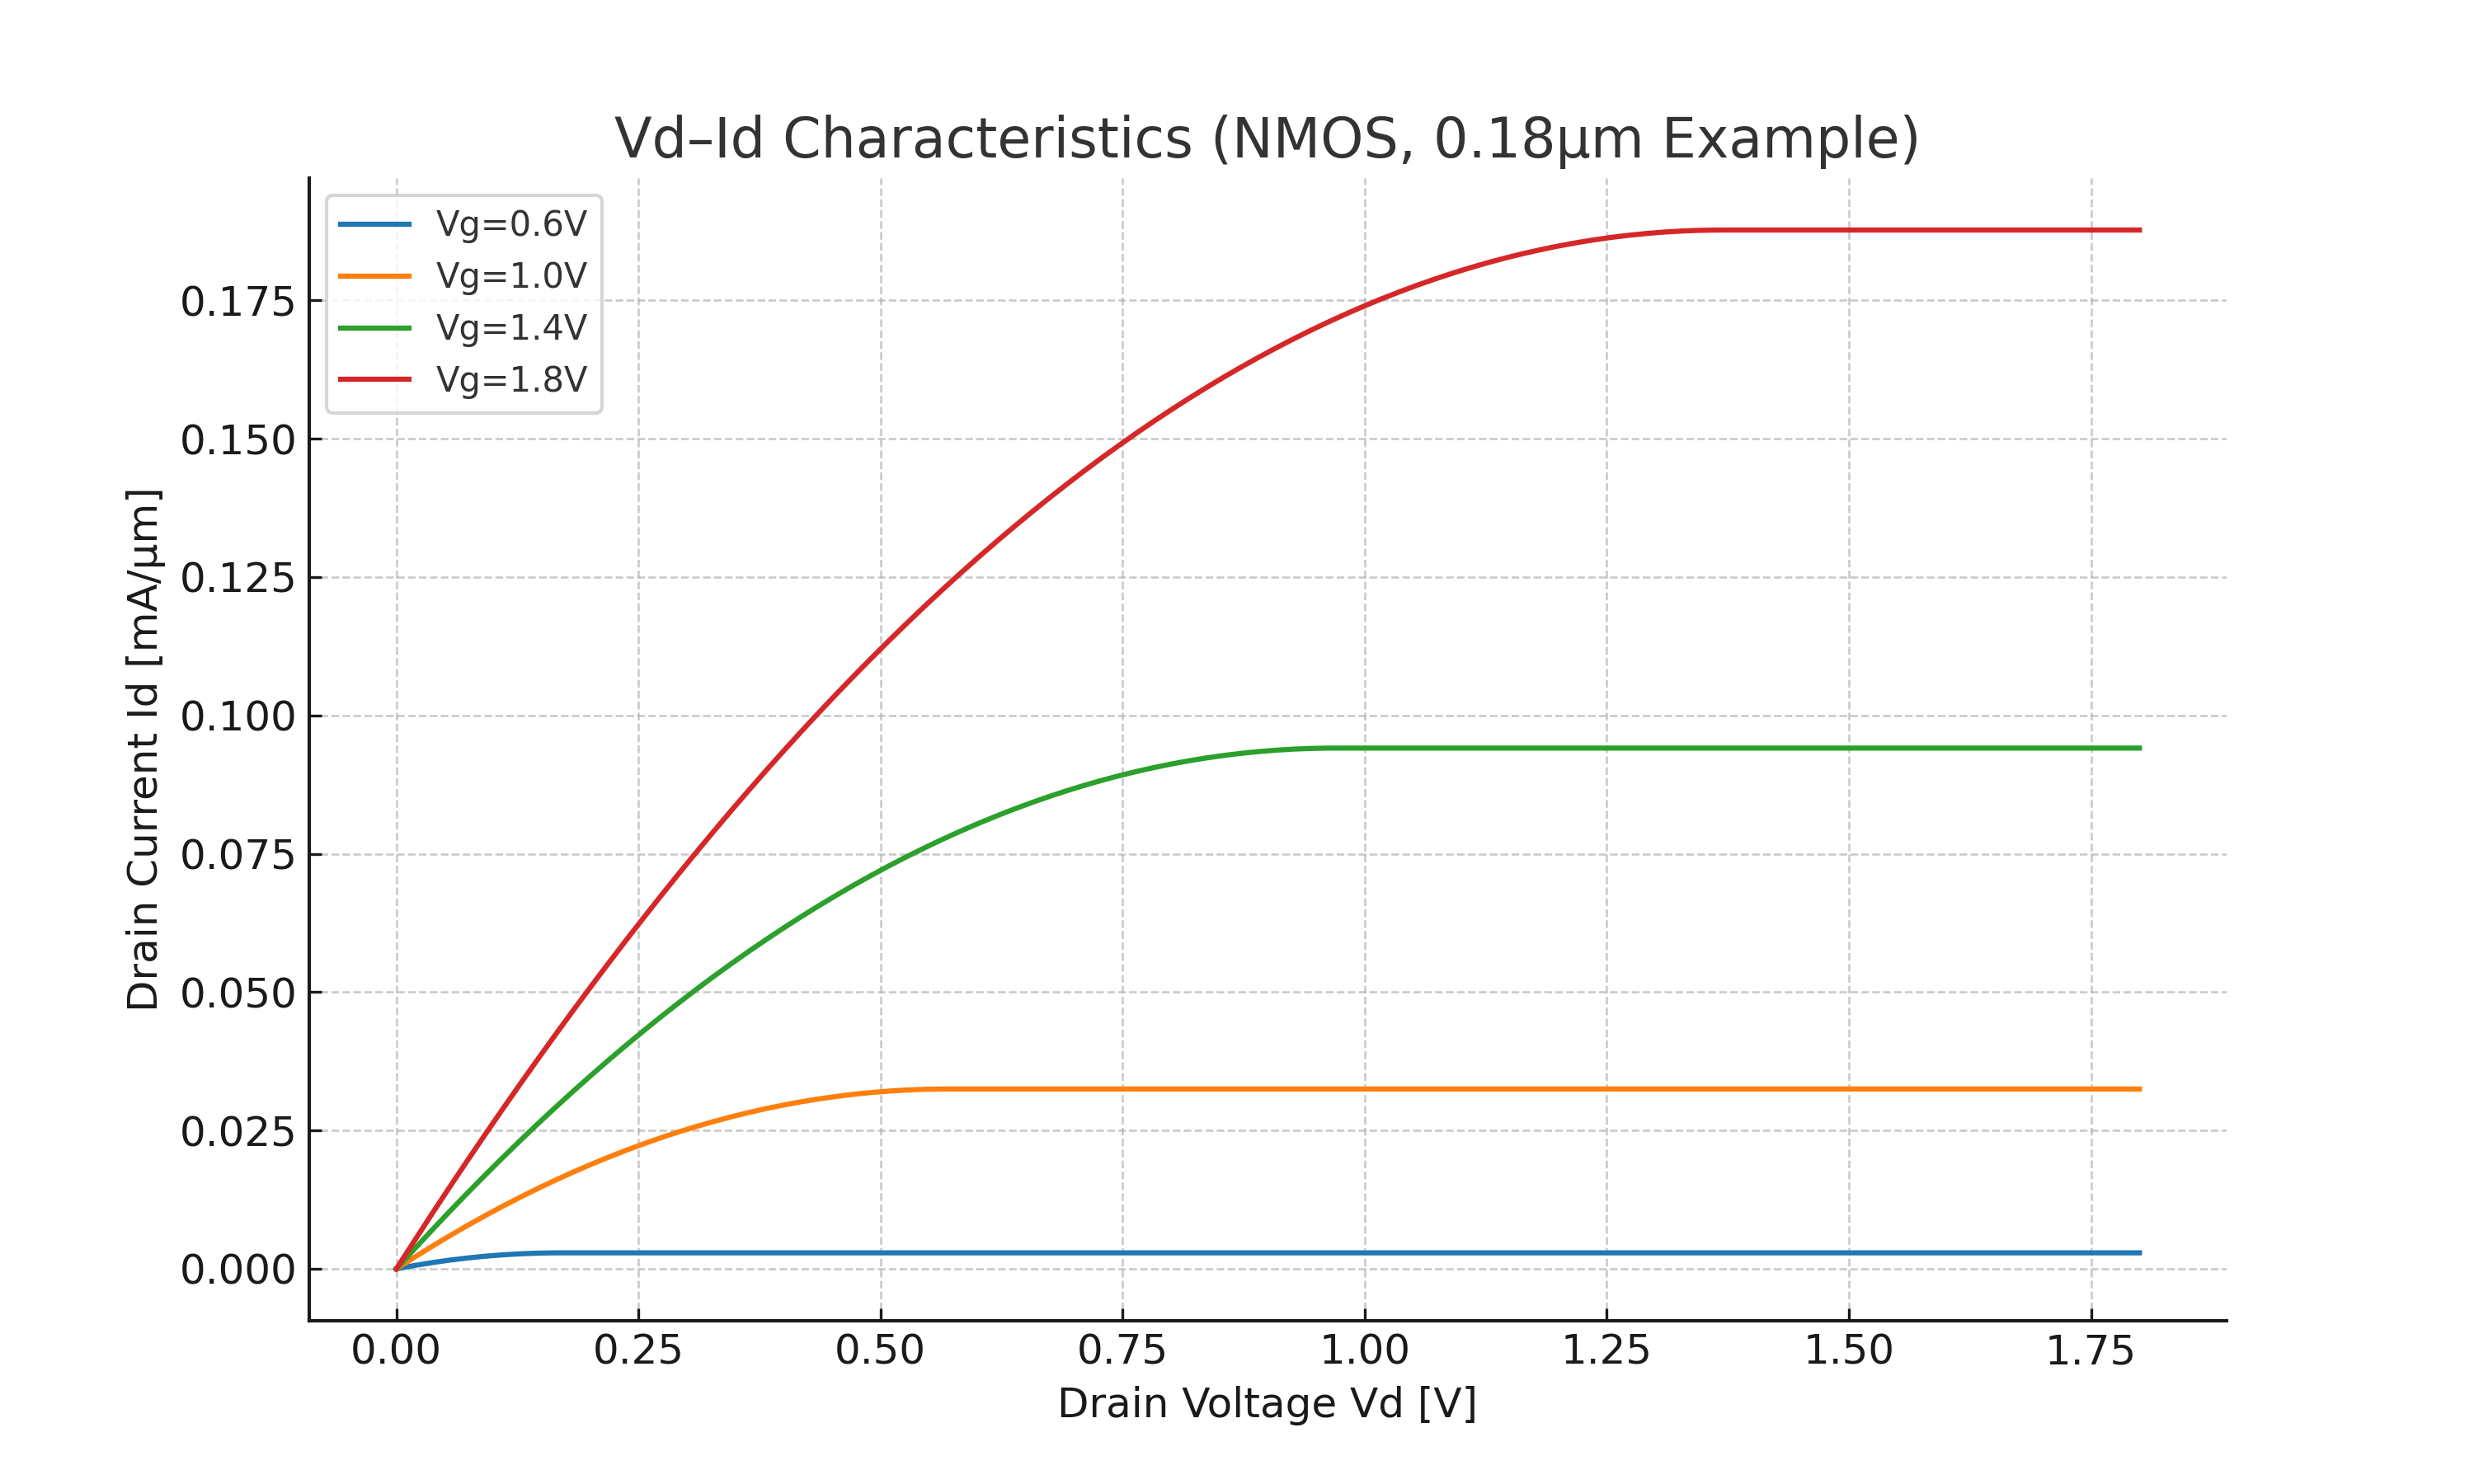 Vd–Id Characteristics (NMOS, 0.18μm Example)
Vg=0.6V
Vg=1.0V
Vg=1.4V
Vg=1.8V
Drain Current Id [mA/μm]
0.175
0.150
0.125
0.100
0.075
0.050
0.025
0.000
0.00 0.25 0.50 0.75 1.00 1.25 1.50 1.75
Drain Voltage Vd [V]